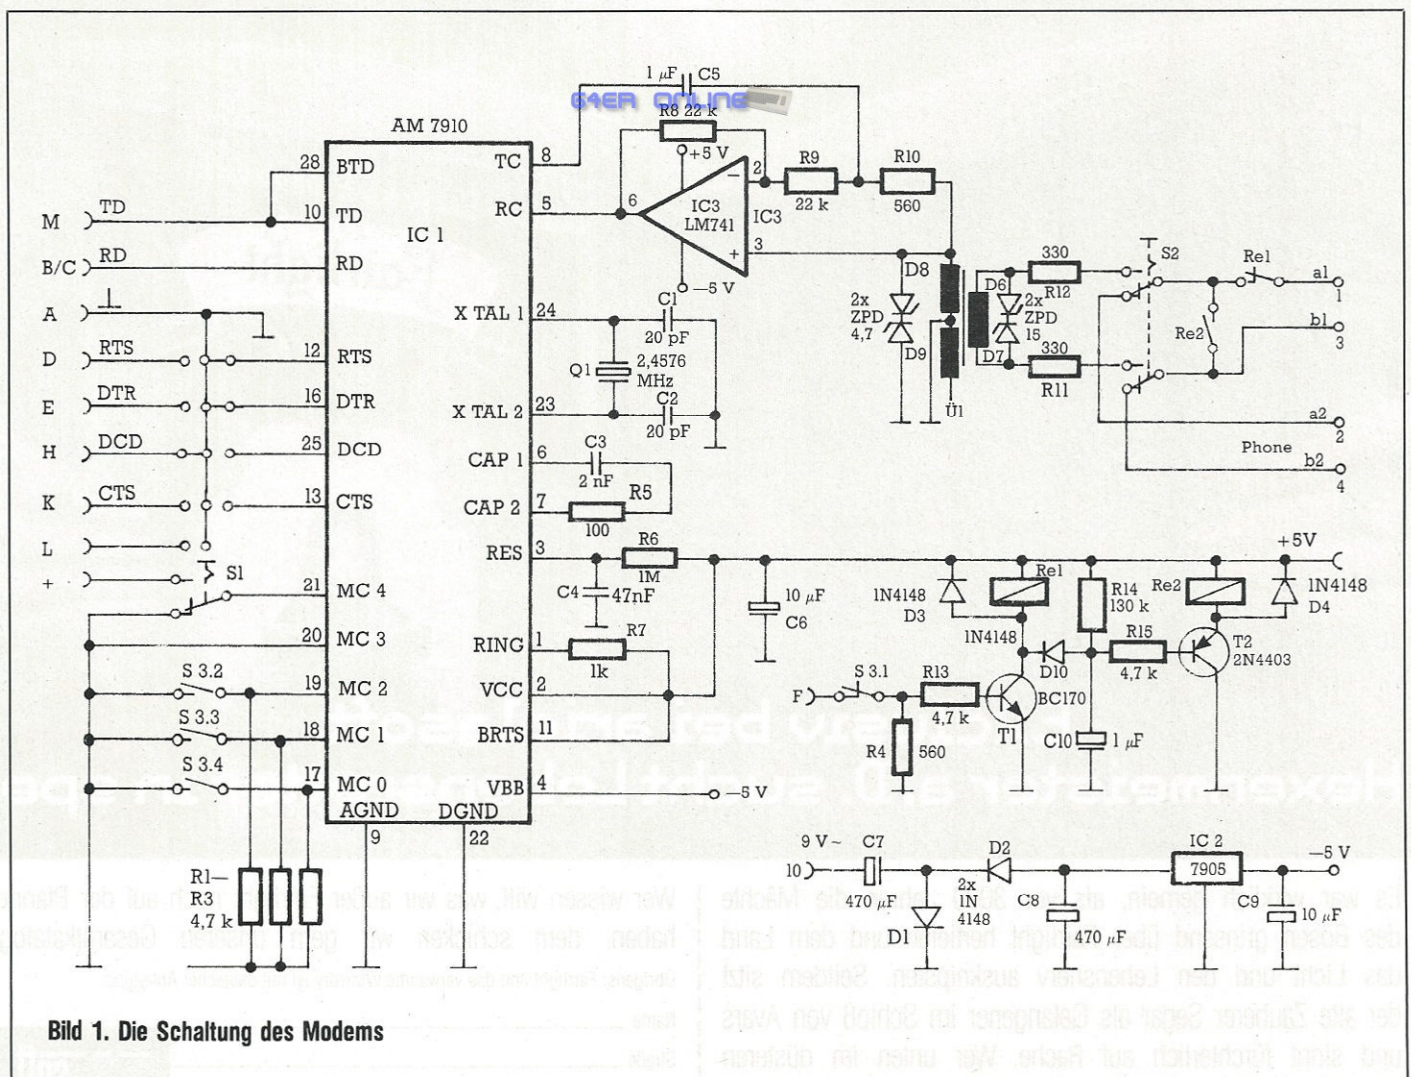 1 µF C5
64ER ONLINE
R8 22 k
AM 7910
+5 V
28 BTD
TC 8
2 R9 R10
−
22 k 560
M TD 10 TD
RC 5
6 IC3 LM741 IC3
IC 1
3
+
B/C RD RD
−5 V
D8 D6 330 S2 Re1 a1
R12 1
2x ZPD 4,7
2x ZPD 15
Re2 b1
3
A
X TAL 1 24 C1
20 pF
D RTS 12 RTS
Q1 2,4576 MHz
D9 D7 330
R11
E DTR 16 DTR
X TAL 2 23 C2
20 pF
Ü1
a2
2
H DCD 25 DCD
CAP 1 6 C3
2 nF
Phone b2
4
K CTS 13 CTS
CAP 2 7 R5
100
L
RES 3 R6
1M
+5V
+ S1
21 MC 4
C4 47nF
10 µF
C6
1N4148
D3
Re1
R14
130 k
Re2
1N4148
D4
20 MC 3
RING 1 R7
1k
1N4148
D10
R15
4,7 k
T2
2N4403
S 3.2 19 MC 2
VCC 2
F S 3.1 R13
4,7 k
BC170
T1
S 3.3 18 MC 1
BRTS 11
R4 560
C10 1 µF
S 3.4 17 MC 0
VBB 4
−5 V
AGND DGND
9 22
R1—
R3
4,7 k
9 V~ C7 D2 IC 2 −5 V
10 7905
470 µF
2x
1N
4148
C8 C9 10 µF
D1 470 µF
Bild 1. Die Schaltung des Modems